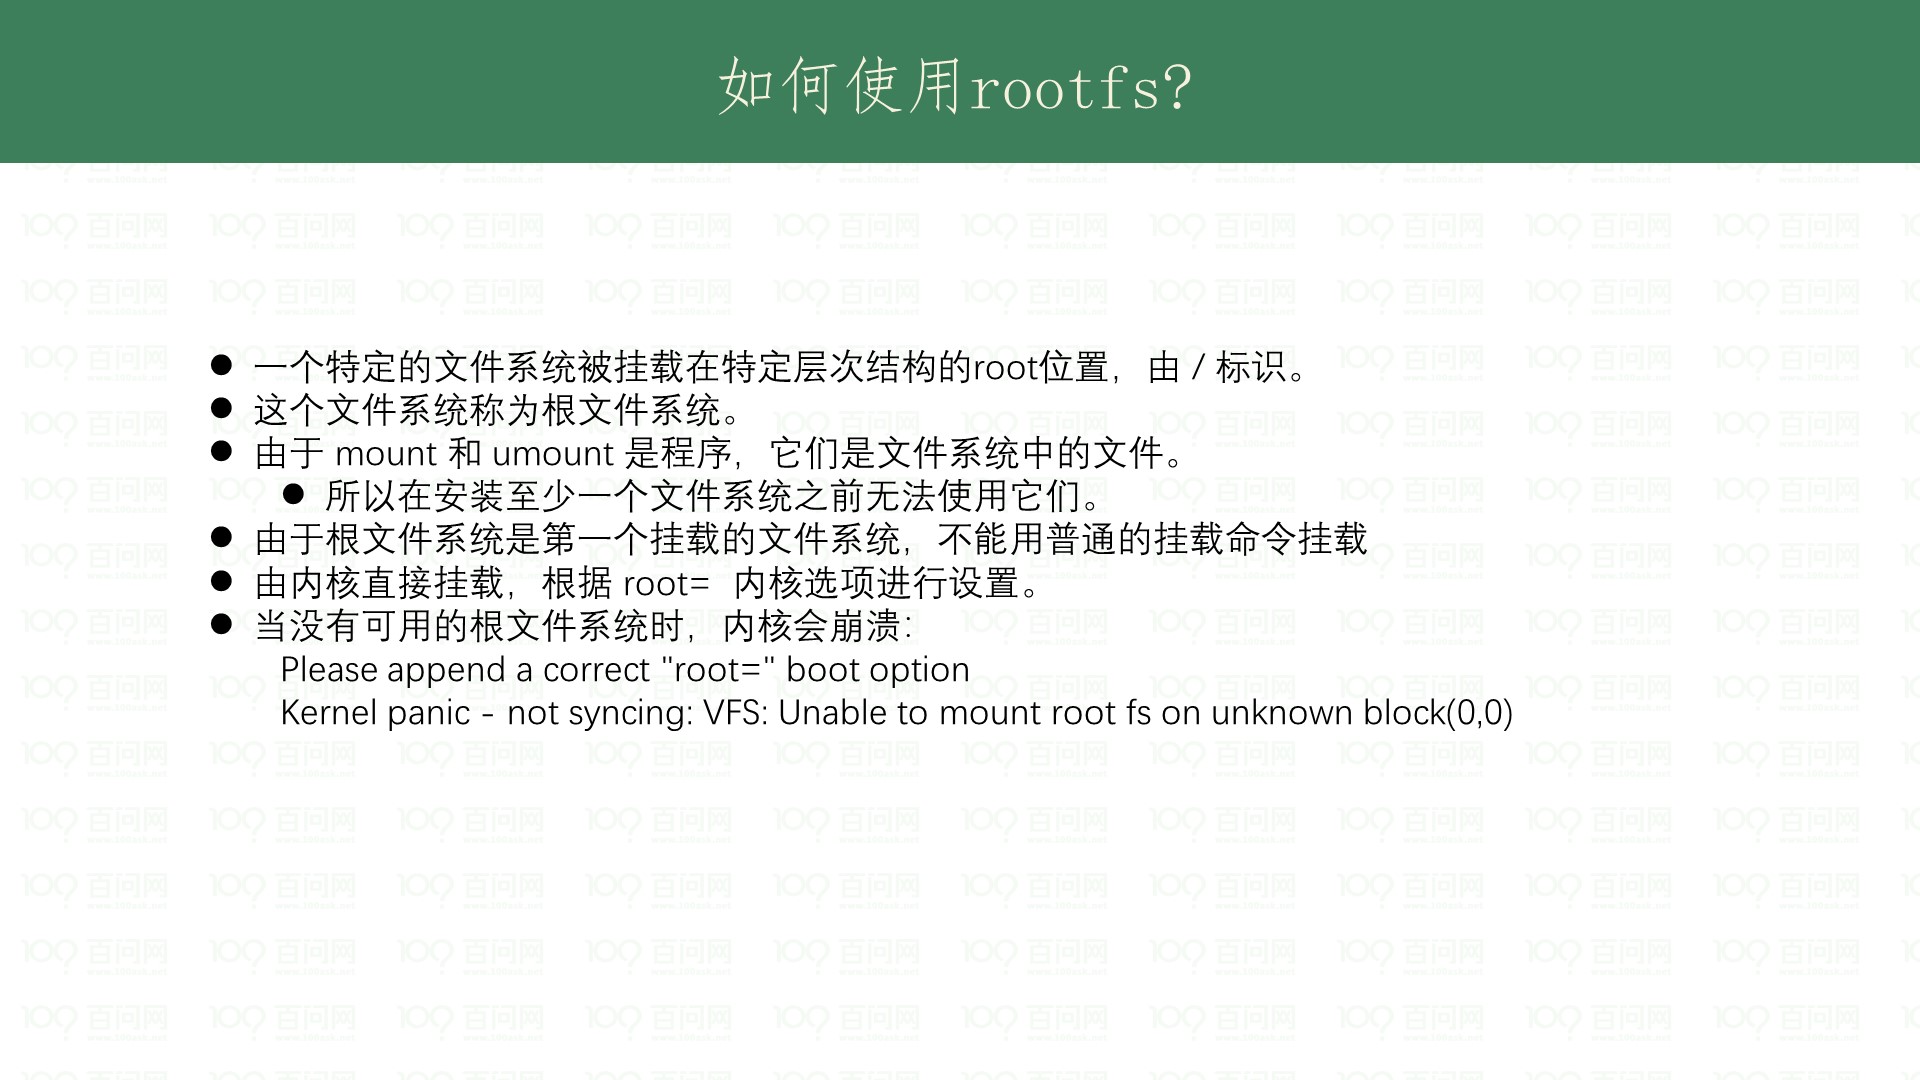 如何使用rootfs?
● 一个特定的文件系统被挂载在特定层次结构的root位置，由 / 标识。
● 这个文件系统称为根文件系统。
● 由于 mount 和 umount 是程序，它们是文件系统中的文件。
● 所以在安装至少一个文件系统之前无法使用它们。
● 由于根文件系统是第一个挂载的文件系统，不能用普通的挂载命令挂载
● 由内核直接挂载，根据 root= 内核选项进行设置。
● 当没有可用的根文件系统时，内核会崩溃：
Please append a correct "root=" boot option
Kernel panic - not syncing: VFS: Unable to mount root fs on unknown block(0,0)